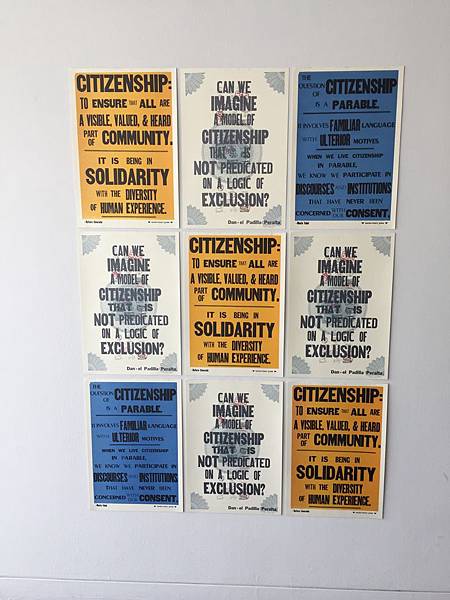 CITIZENSHIP:
TO ENSURE THAT ALL ARE
A VISIBLE, VALUED, & HEARD
PART OF COMMUNITY.
IT IS BEING IN
SOLIDARITY
WITH THE DIVERSITY
OF HUMAN EXPERIENCE.
CAN WE
IMAGINE
A MODEL OF
CITIZENSHIP
THAT IS
NOT PREDICATED
ON A LOGIC OF
EXCLUSION?
Dan-el Padilla Peralta
THE QUESTION OF CITIZENSHIP
IS A PARABLE.
IT INVOLVES FAMILIAR LANGUAGE
WITH ULTERIOR MOTIVES.
WHEN WE LIVE CITIZENSHIP
IN PARABLE,
WE KNOW WE PARTICIPATE IN
DISCOURSES AND INSTITUTIONS
THAT HAVE NEVER BEEN
CONCERNED WITH OUR CONSENT.
CAN WE
IMAGINE
A MODEL OF
CITIZENSHIP
THAT IS
NOT PREDICATED
ON A LOGIC OF
EXCLUSION?
Dan-el Padilla Peralta
CITIZENSHIP:
TO ENSURE THAT ALL ARE
A VISIBLE, VALUED, & HEARD
PART OF COMMUNITY.
IT IS BEING IN
SOLIDARITY
WITH THE DIVERSITY
OF HUMAN EXPERIENCE.
CAN WE
IMAGINE
A MODEL OF
CITIZENSHIP
THAT IS
NOT PREDICATED
ON A LOGIC OF
EXCLUSION?
Dan-el Padilla Peralta
THE QUESTION OF CITIZENSHIP
IS A PARABLE.
IT INVOLVES FAMILIAR LANGUAGE
WITH ULTERIOR MOTIVES.
WHEN WE LIVE CITIZENSHIP
IN PARABLE,
WE KNOW WE PARTICIPATE IN
DISCOURSES AND INSTITUTIONS
THAT HAVE NEVER BEEN
CONCERNED WITH OUR CONSENT.
CAN WE
IMAGINE
A MODEL OF
CITIZENSHIP
THAT IS
NOT PREDICATED
ON A LOGIC OF
EXCLUSION?
Dan-el Padilla Peralta
CITIZENSHIP:
TO ENSURE THAT ALL ARE
A VISIBLE, VALUED, & HEARD
PART OF COMMUNITY.
IT IS BEING IN
SOLIDARITY
WITH THE DIVERSITY
OF HUMAN EXPERIENCE.